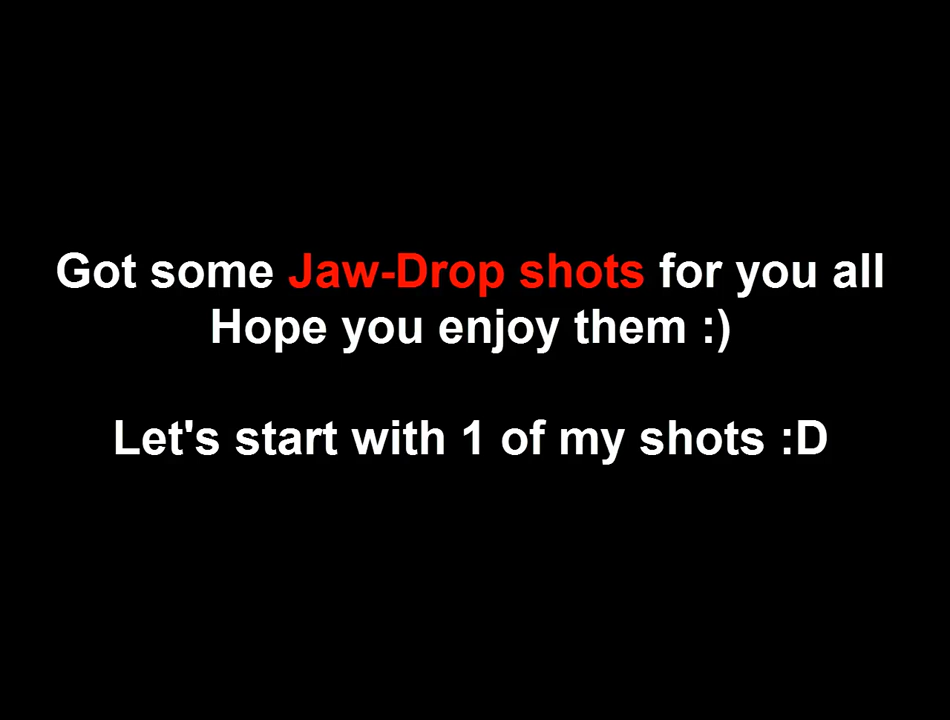 Got some Jaw-Drop shots for you all
Hope you enjoy them :)
Let's start with 1 of my shots :D